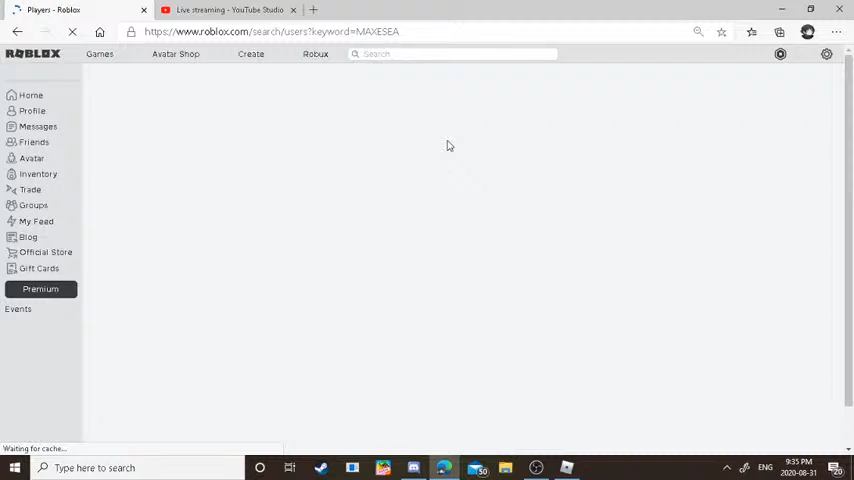 Players - Roblox
Live streaming - YouTube Studio
https://www.roblox.com/search/users?keyword=MAXESEA
ROBLOX
Games
Avatar Shop
Create
Robux
Search
Home
Profile
Messages
Friends
Avatar
Inventory
Trade
Groups
My Feed
Blog
Official Store
Gift Cards
Premium
Events
Waiting for cache...
Type here to search
50
ENG
9:35 PM
2020-08-31
20